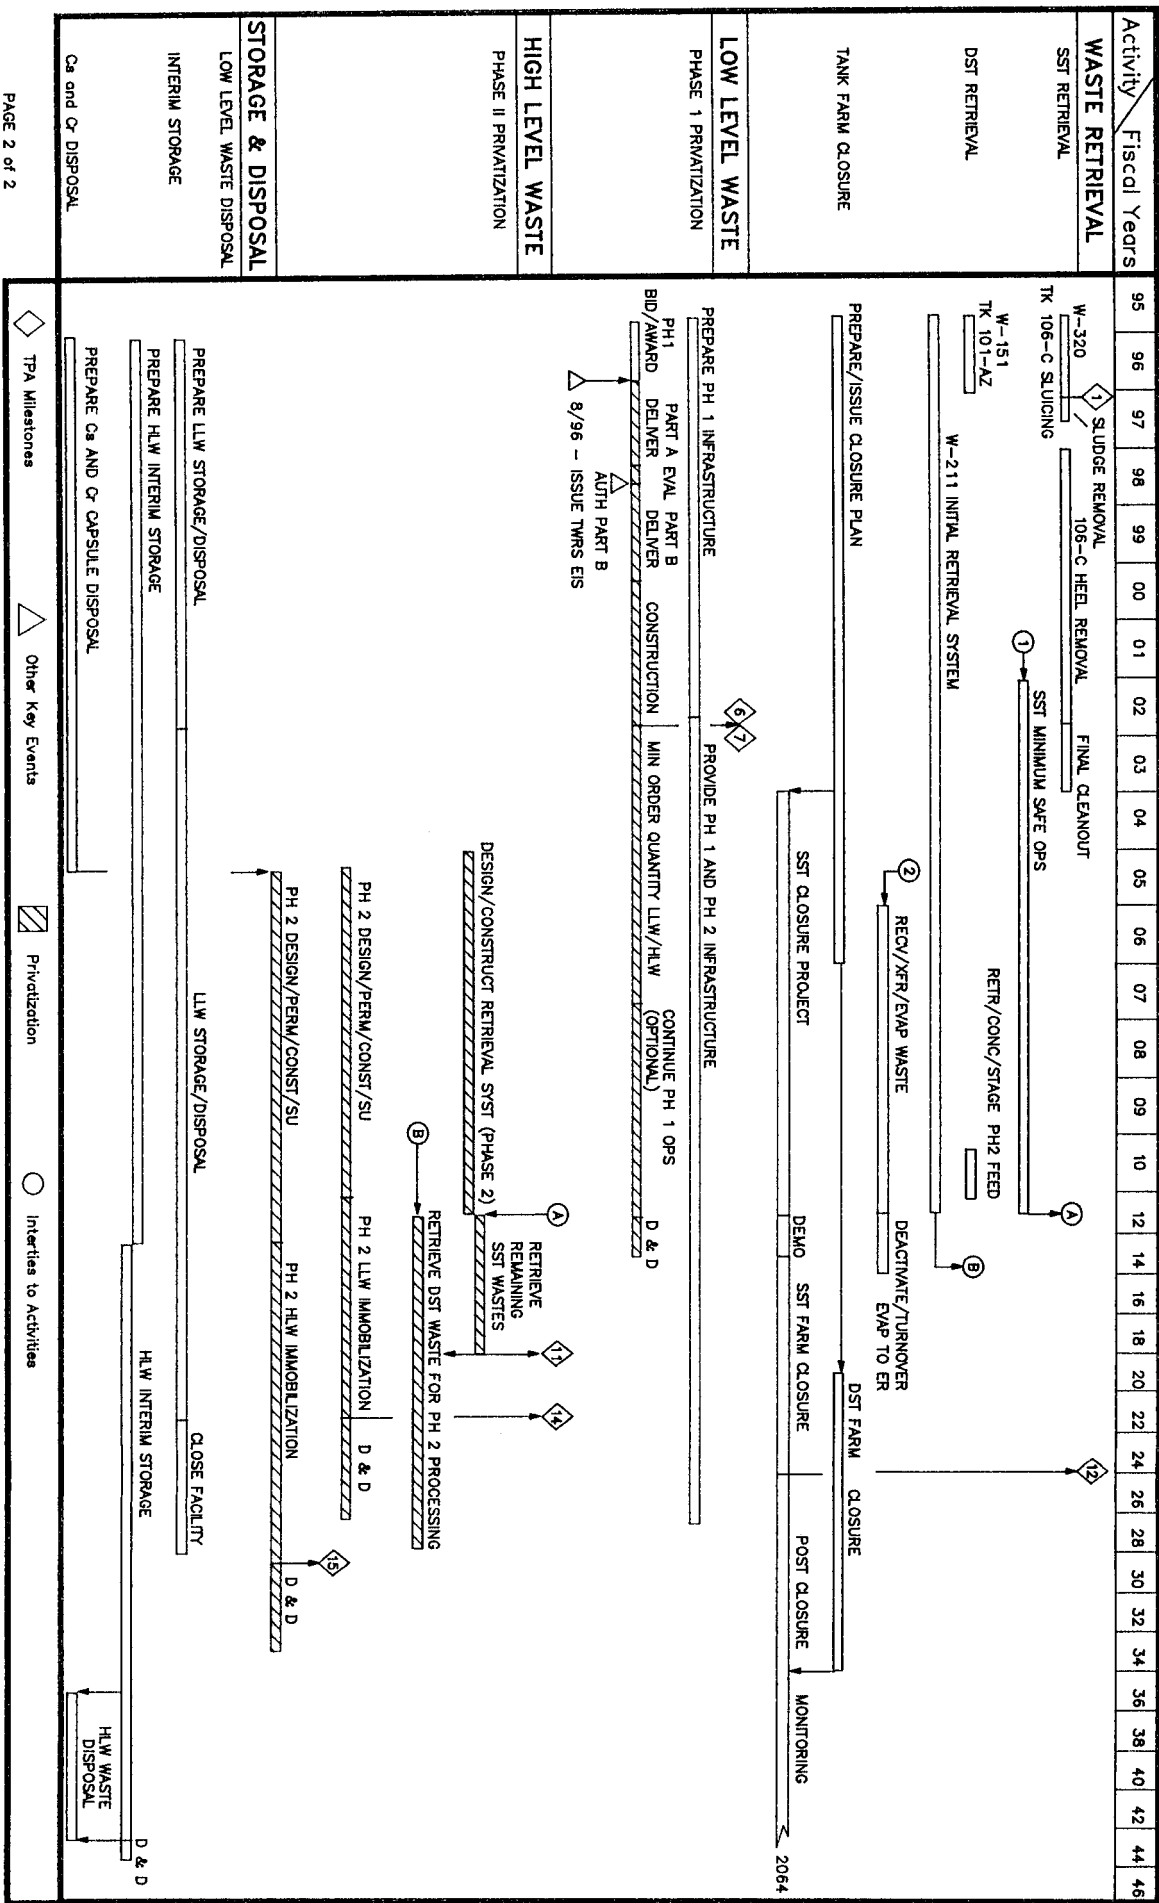 Activity / Fiscal Years
95 96 97 98 99 00 01 02 03 04 05 06 07 08 09 10 12 14 16 18 20 22 24 26 28 30 32 34 36 38 40 42 44 46
WASTE RETRIEVAL
SST RETRIEVAL
W-320
TK 106-C SLUICING
1
SLUDGE REMOVAL
106-C HEEL REMOVAL
FINAL CLEANOUT
12
1
SST MINIMUM SAFE OPS
A
DST RETRIEVAL
W-151
TK 101-AZ
RETR/CONC/STAGE PH2 FEED
W-211 INITIAL RETRIEVAL SYSTEM
B
2
RECV/XFR/EVAP WASTE
DEACTIVATE/TURNOVER
EVAP TO ER
TANK FARM CLOSURE
PREPARE/ISSUE CLOSURE PLAN
DST FARM CLOSURE
SST CLOSURE PROJECT
DEMO
SST FARM CLOSURE
POST CLOSURE
MONITORING
2064
LOW LEVEL WASTE
6
7
PHASE 1 PRIVATIZATION
PREPARE PH 1 INFRASTRUCTURE
PROVIDE PH 1 AND PH 2 INFRASTRUCTURE
PH1
BID/AWARD
PART A
DELIVER
EVAL
PART B
DELIVER
CONSTRUCTION
MIN ORDER QUANTITY LLW/HLW
CONTINUE PH 1 OPS
(OPTIONAL)
D & D
AUTH PART B
8/96 - ISSUE TWRS EIS
HIGH LEVEL WASTE
A
RETRIEVE
REMAINING
SST WASTES
11
14
PHASE II PRIVATIZATION
DESIGN/CONSTRUCT RETRIEVAL SYST (PHASE 2)
B
RETRIEVE DST WASTE FOR PH 2 PROCESSING
PH 2 DESIGN/PERM/CONST/SU
PH 2 LLW IMMOBILIZATION
D & D
15
PH 2 DESIGN/PERM/CONST/SU
PH 2 HLW IMMOBILIZATION
D & D
STORAGE & DISPOSAL
LOW LEVEL WASTE DISPOSAL
PREPARE LLW STORAGE/DISPOSAL
LLW STORAGE/DISPOSAL
CLOSE FACILITY
INTERIM STORAGE
PREPARE HLW INTERIM STORAGE
HLW INTERIM STORAGE
D & D
Cs and Cr DISPOSAL
PREPARE Cs AND Cr CAPSULE DISPOSAL
HLW WASTE
DISPOSAL
TPA Milestones
Other Key Events
Privatization
Interties to Activities
PAGE 2 of 2